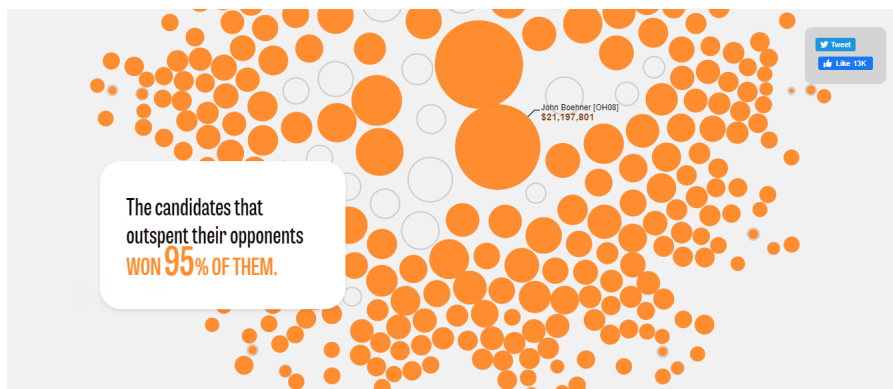 Tweet
Like 13K
John Boehner [OH08]
$21,197,801
The candidates that
outspent their opponents
WON 95% OF THEM.